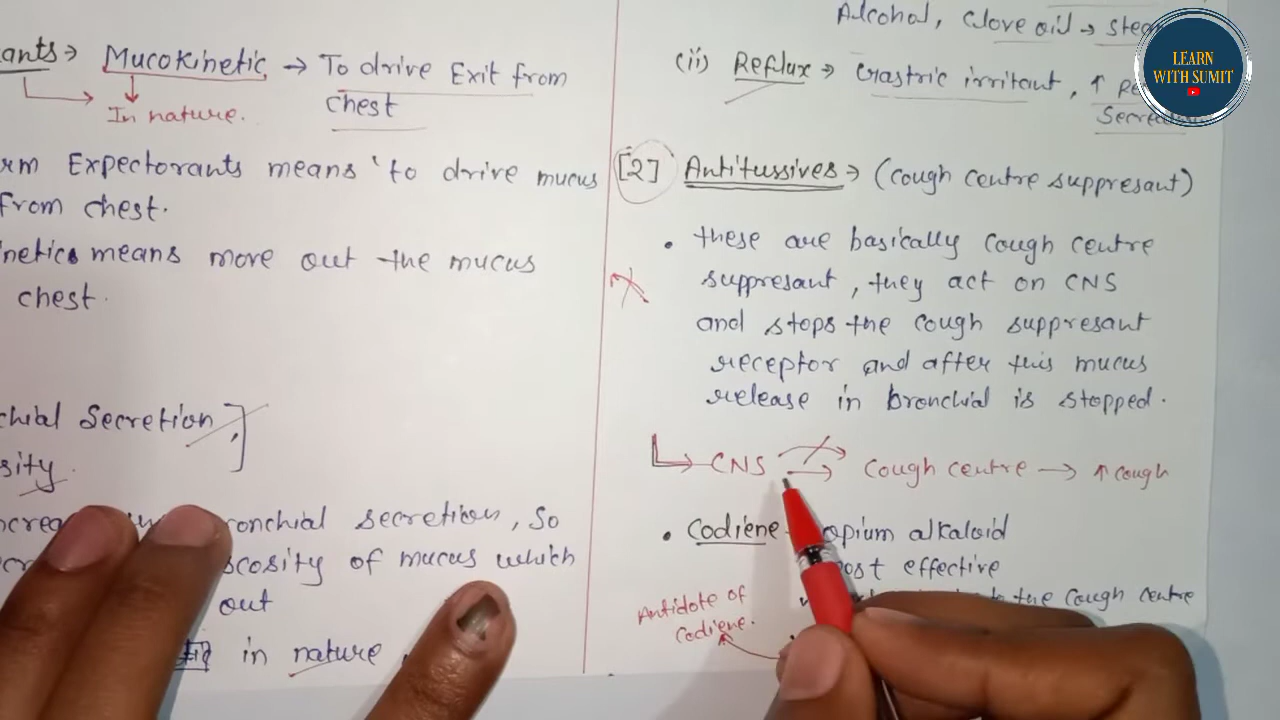 ants → Mucokinetic → To drive Exit from
chest
In nature.
rm Expectorants means 'to drive mucus
from chest.
inetics means more out the mucus
chest.
chial Secretion,
sity.
ronchial secretion, So
scosity of mucus which
out
in nature
Alcohol, Clove oil →
(ii) Reflux → Gastric irritant, ↑
[2] Antitussives → (Cough centre suppresant)
• these are basically Cough centre
suppresant, they act on CNS
and stops the cough suppresant
receptor and after this mucus
release in bronchial is stopped.
CNS → Cough centre → ↑ cough
• Codiene - opium alkaloid
most effective
the Cough centre
Antidote of
Codiene.
LEARN
WITH SUMIT